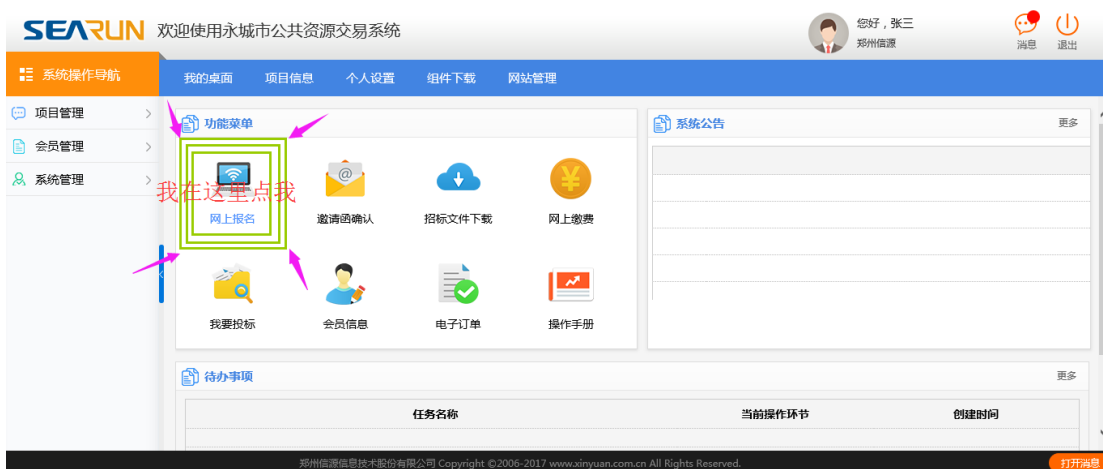 SEARUN 欢迎使用永城市公共资源交易系统
您好，张三
郑州信源
消息 退出
系统操作导航
我的桌面 项目信息 个人设置 组件下载 网站管理
项目管理
会员管理
系统管理
功能菜单
我在这里点我
网上报名 邀请函确认 招标文件下载 网上缴费
我要投标 会员信息 电子订单 操作手册
系统公告 更多
待办事项 更多
任务名称 当前操作环节 创建时间
郑州信源信息技术股份有限公司 Copyright ©2006-2017 www.xinyuan.com.cn All Rights Reserved.
打开消息